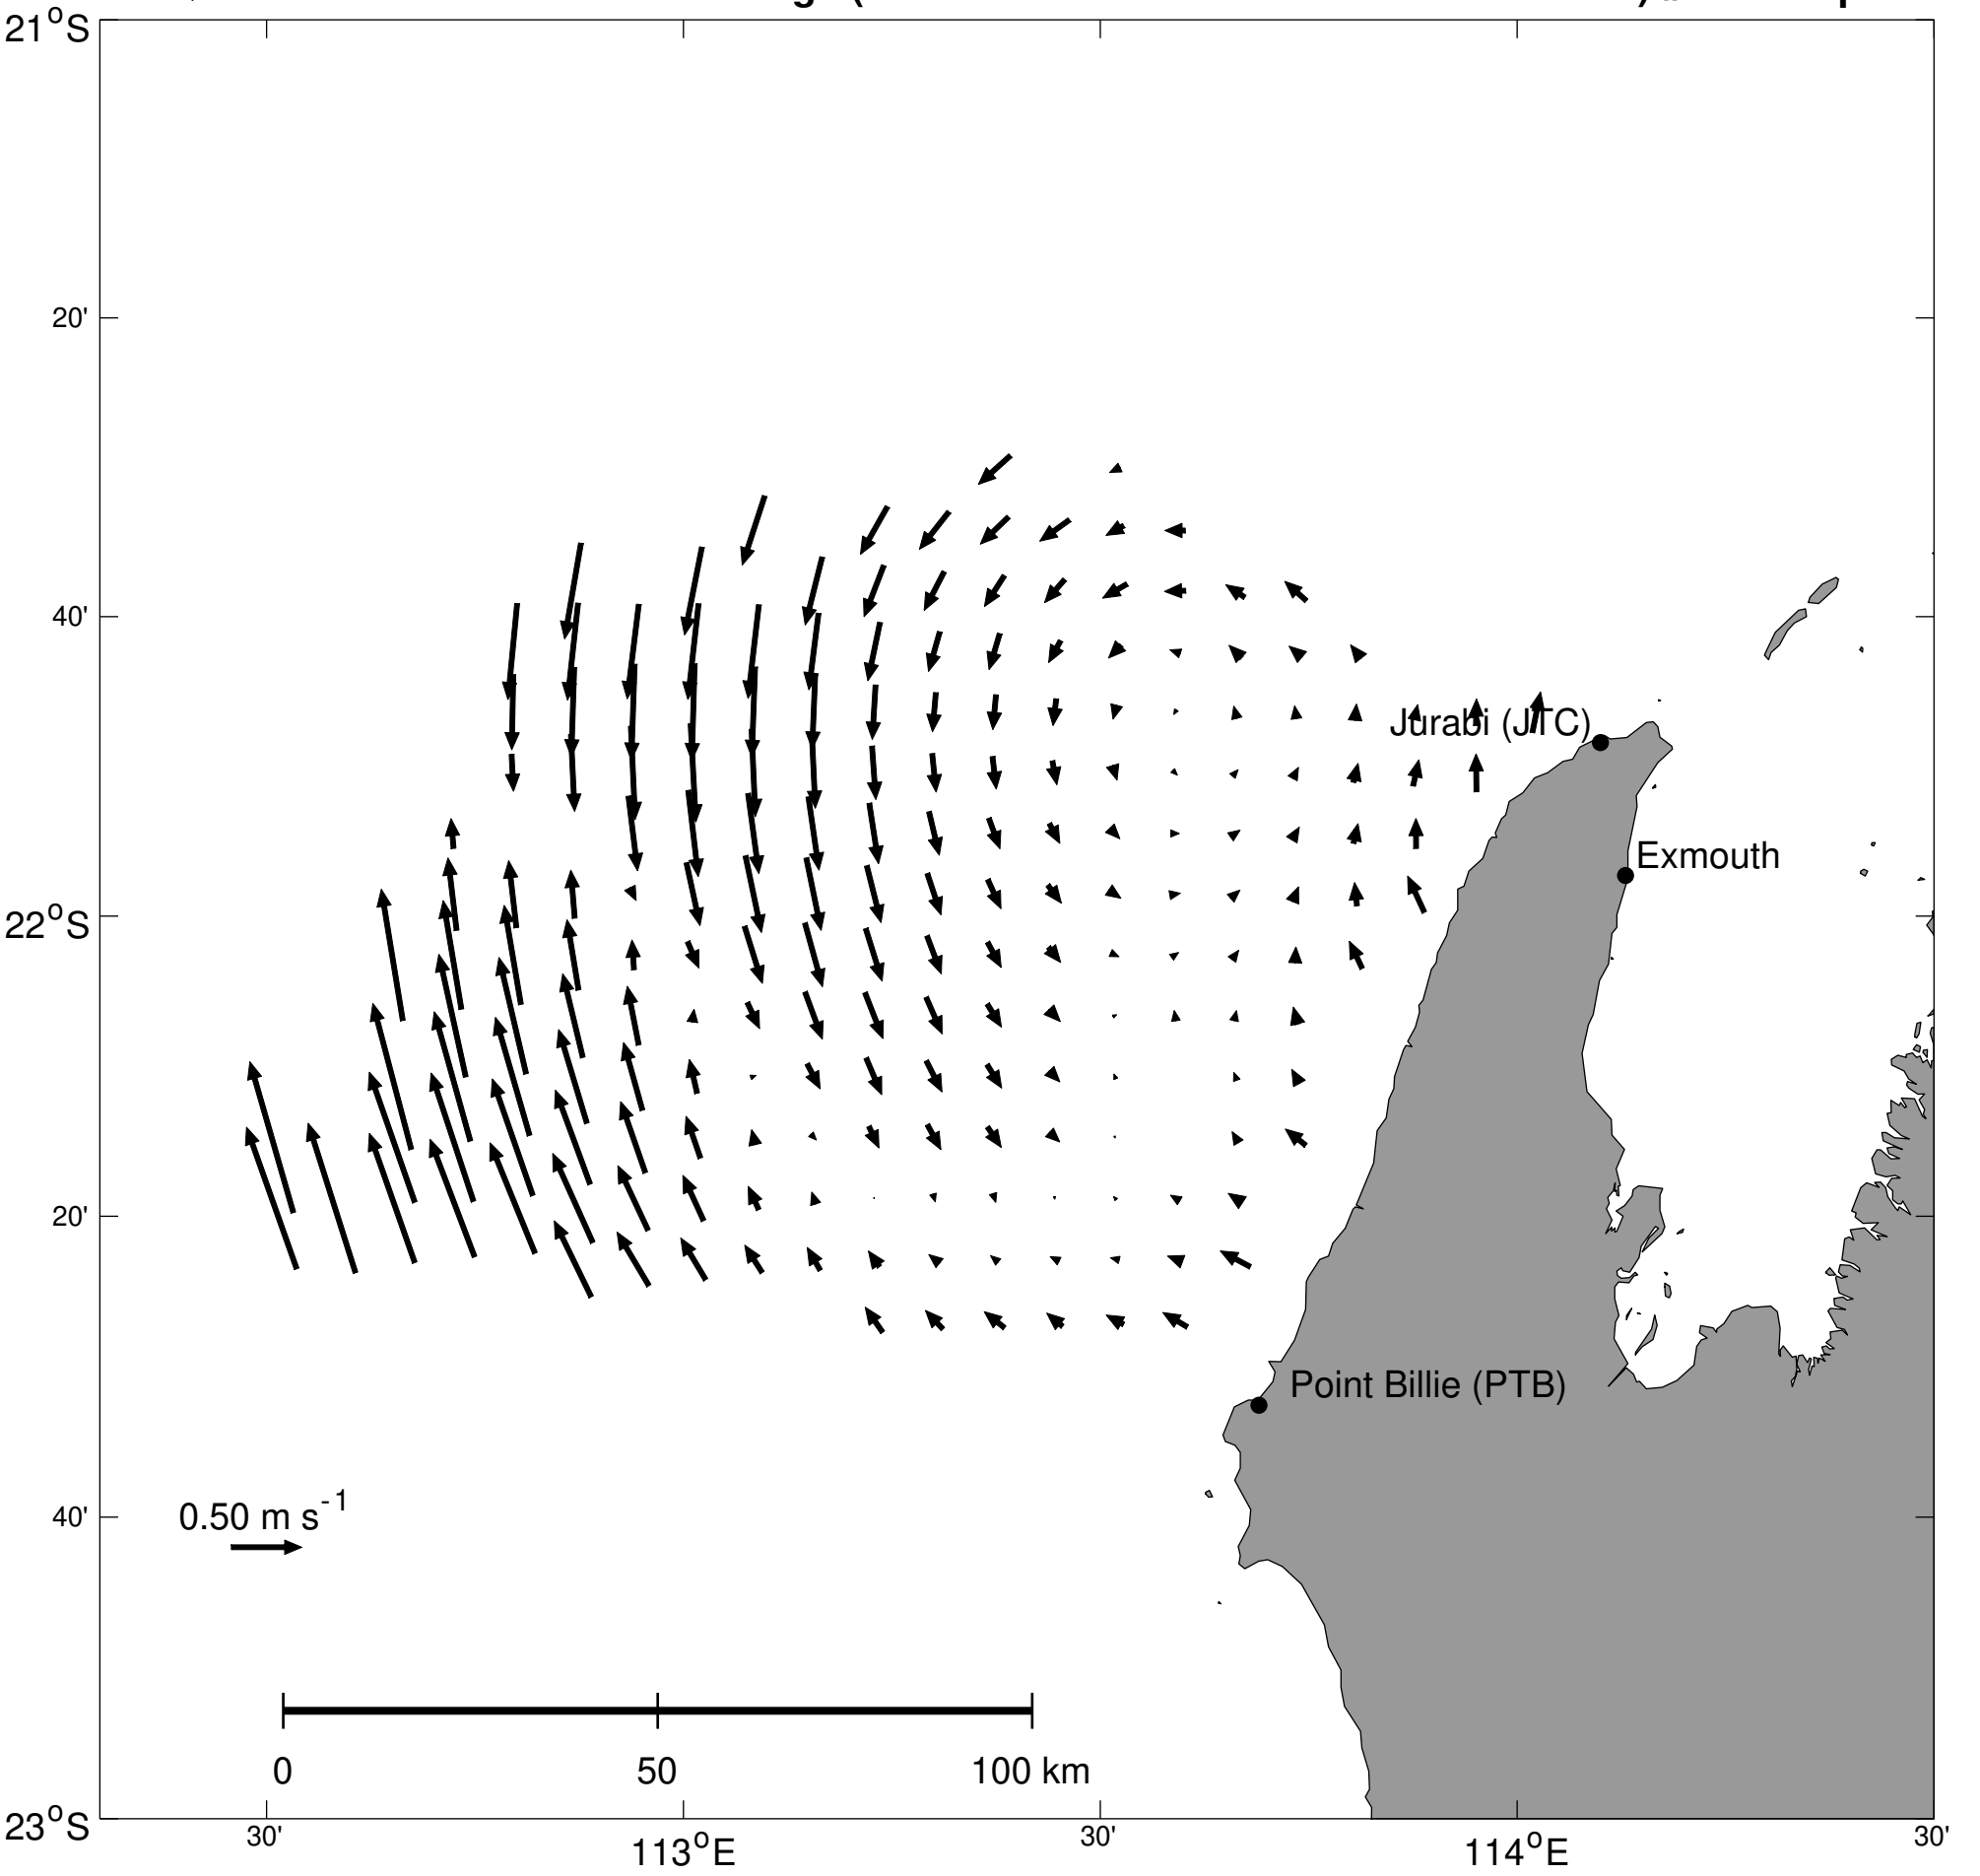 21°S
20'
40'
Jurabi (JTC)
Exmouth
22°S
20'
Point Billie (PTB)
40'
0.50 m s⁻¹
0 50 100 km
23°S
30' 113°E 30' 114°E 30'